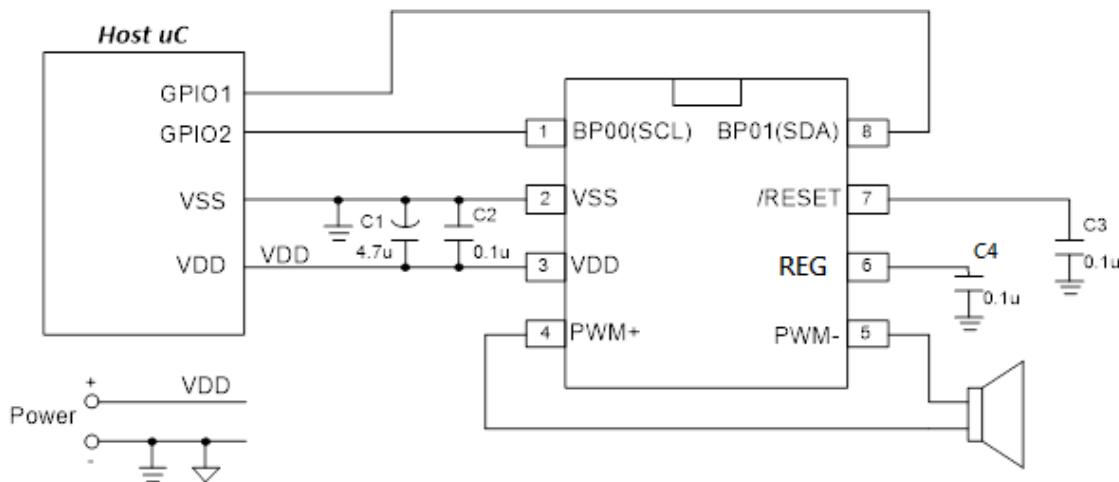 Host uC
GPIO1
GPIO2
VSS
VDD
VDD
C1
4.7u
C2
0.1u
1
BP00(SCL)
BP01(SDA)
8
2
VSS
/RESET
7
3
VDD
REG
6
4
PWM+
PWM-
5
C3
0.1u
C4
0.1u
+
VDD
Power
-